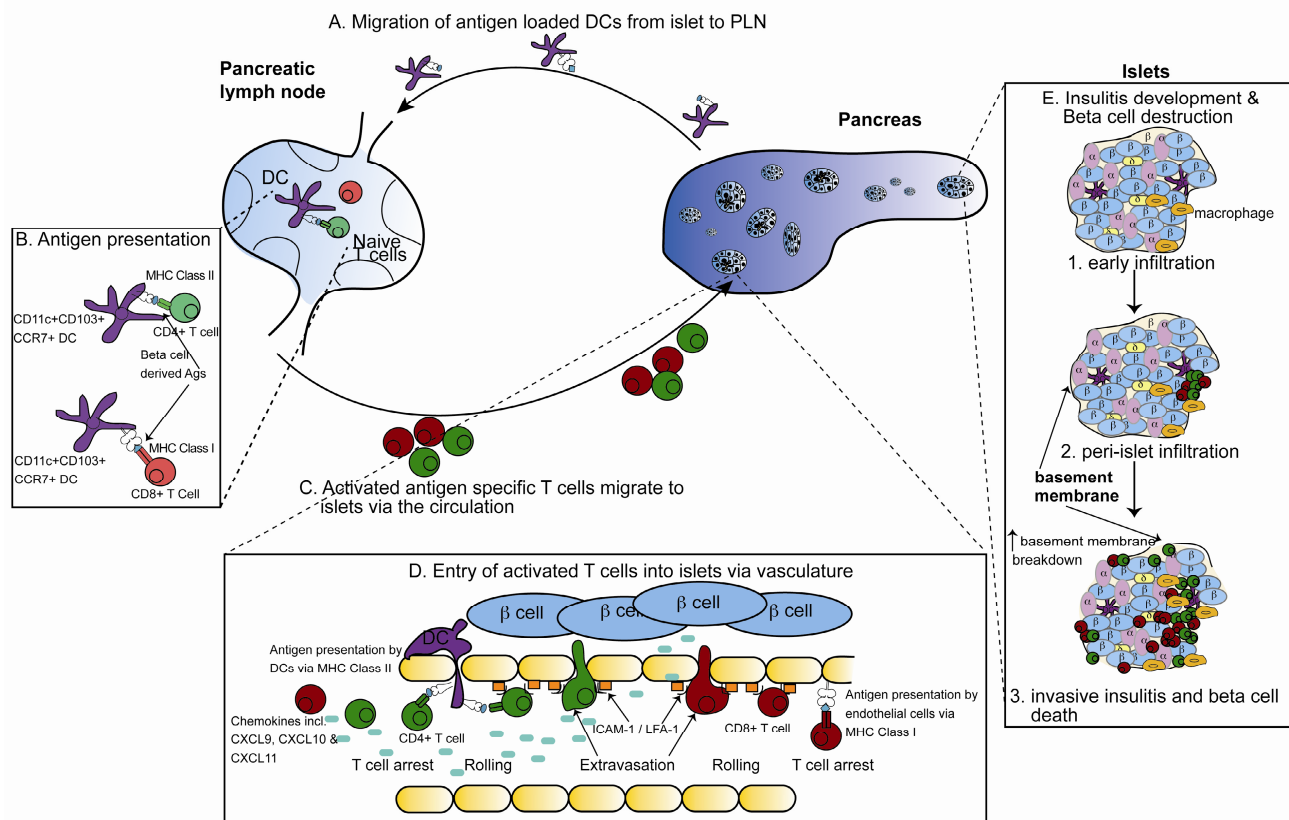 A. Migration of antigen loaded DCs from islet to PLN
Pancreatic
lymph node
Pancreas
DC
Naive
T cells
B. Antigen presentation
MHC Class II
CD11c+CD103+
CCR7+ DC
CD4+ T cell
Beta cell
derived Ags
MHC Class I
CD11c+CD103+
CCR7+ DC
CD8+ T Cell
C. Activated antigen specific T cells migrate to
islets via the circulation
D. Entry of activated T cells into islets via vasculature
β cell
β cell
β cell
β cell
DC
Antigen presentation by
DCs via MHC Class II
Chemokines incl.
CXCL9, CXCL10 &
CXCL11
CD4+ T cell
ICAM-1 / LFA-1
CD8+ T cell
Antigen presentation by
endothelial cells via
MHC Class I
T cell arrest
Rolling
Extravasation
Rolling
T cell arrest
Islets
E. Insulitis development &
Beta cell destruction
macrophage
1. early infiltration
2. peri-islet infiltration
basement
membrane
↑ basement membrane
breakdown
3. invasive insulitis and beta cell
death